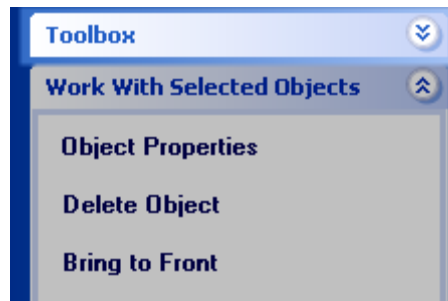 Toolbox
Work With Selected Objects
Object Properties
Delete Object
Bring to Front